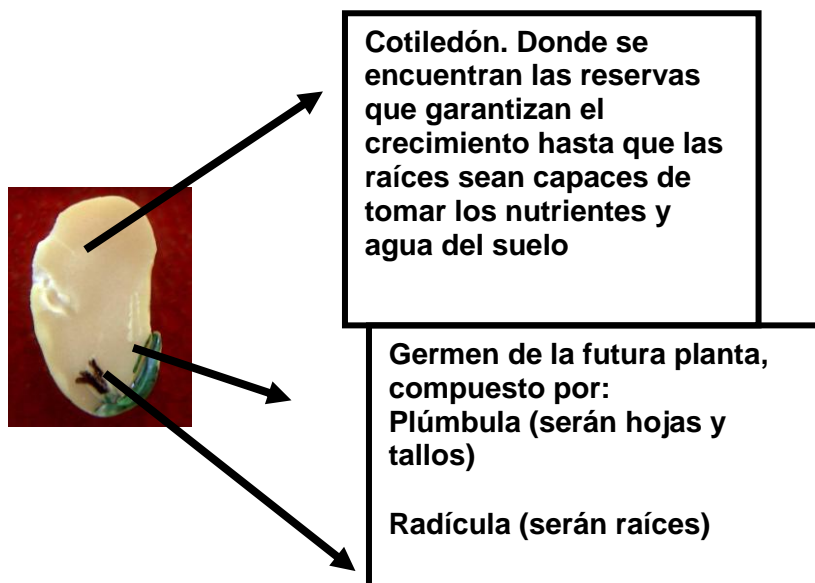 Cotiledón. Donde se
encuentran las reservas
que garantizan el
crecimiento hasta que las
raíces sean capaces de
tomar los nutrientes y
agua del suelo
Germen de la futura planta,
compuesto por:
Plúmbula (serán hojas y
tallos)
Radícula (serán raíces)